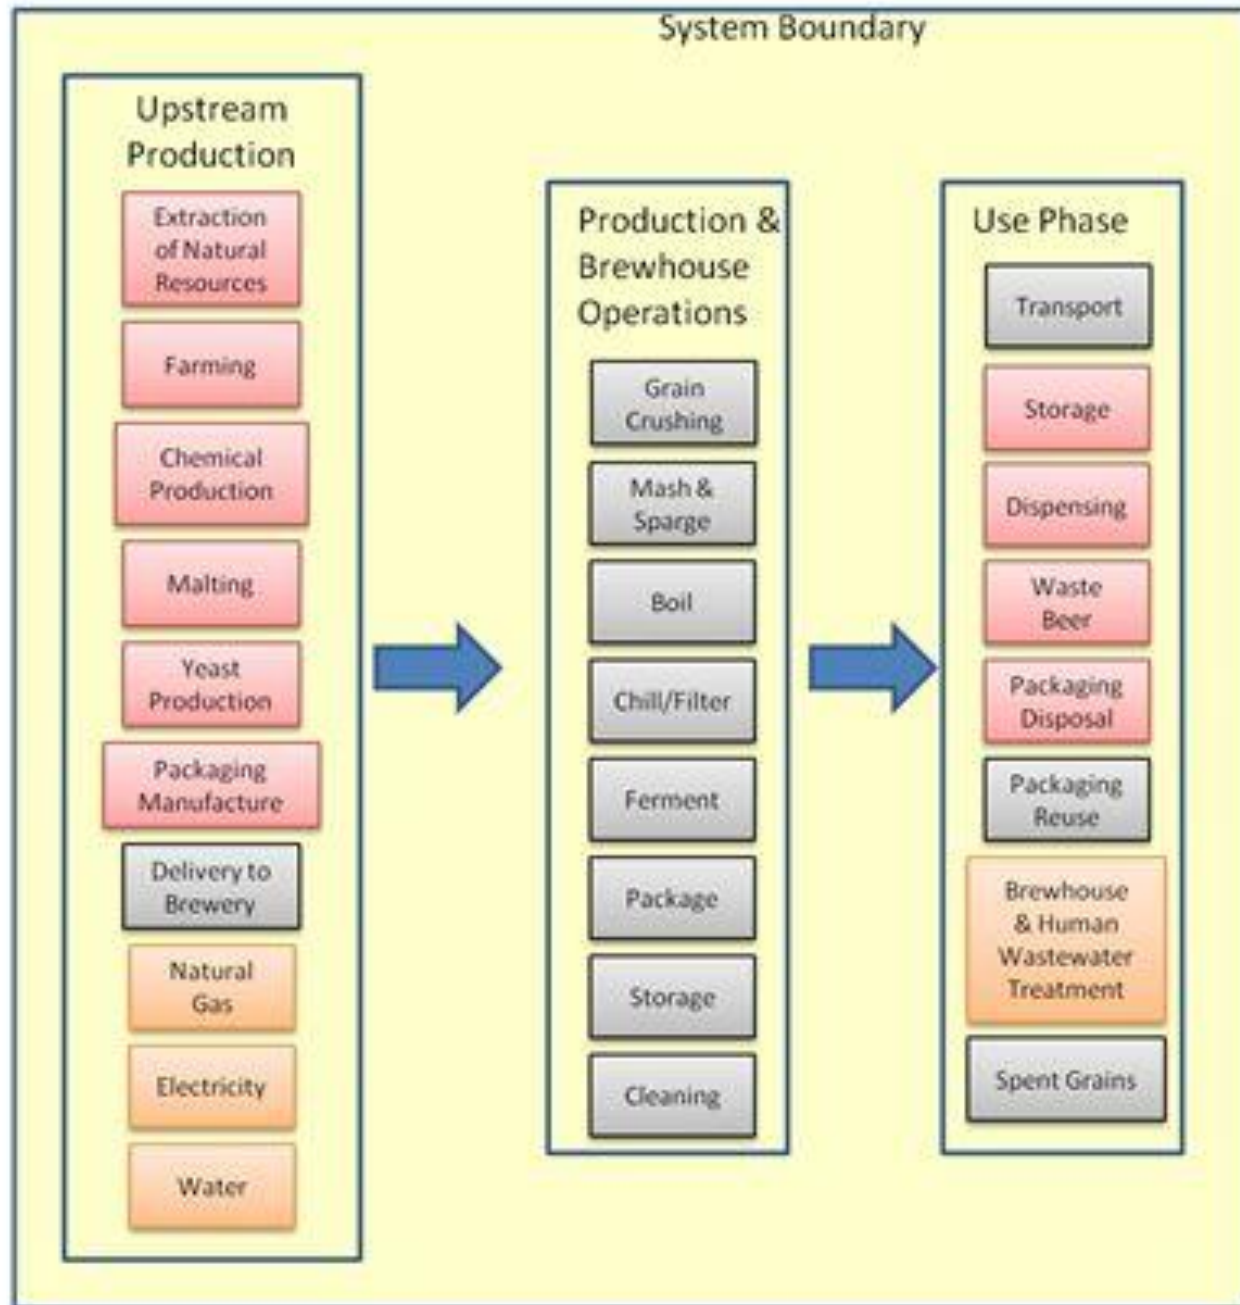 System Boundary
Upstream
Production
Extraction
of Natural
Resources
Farming
Chemical
Production
Malting
Yeast
Production
Packaging
Manufacture
Delivery to
Brewery
Natural
Gas
Electricity
Water
Production &
Brewhouse
Operations
Grain
Crushing
Mash &
Sparge
Boil
Chill/Filter
Ferment
Package
Storage
Cleaning
Use Phase
Transport
Storage
Dispensing
Waste
Beer
Packaging
Disposal
Packaging
Reuse
Brewhouse
& Human
Wastewater
Treatment
Spent Grains